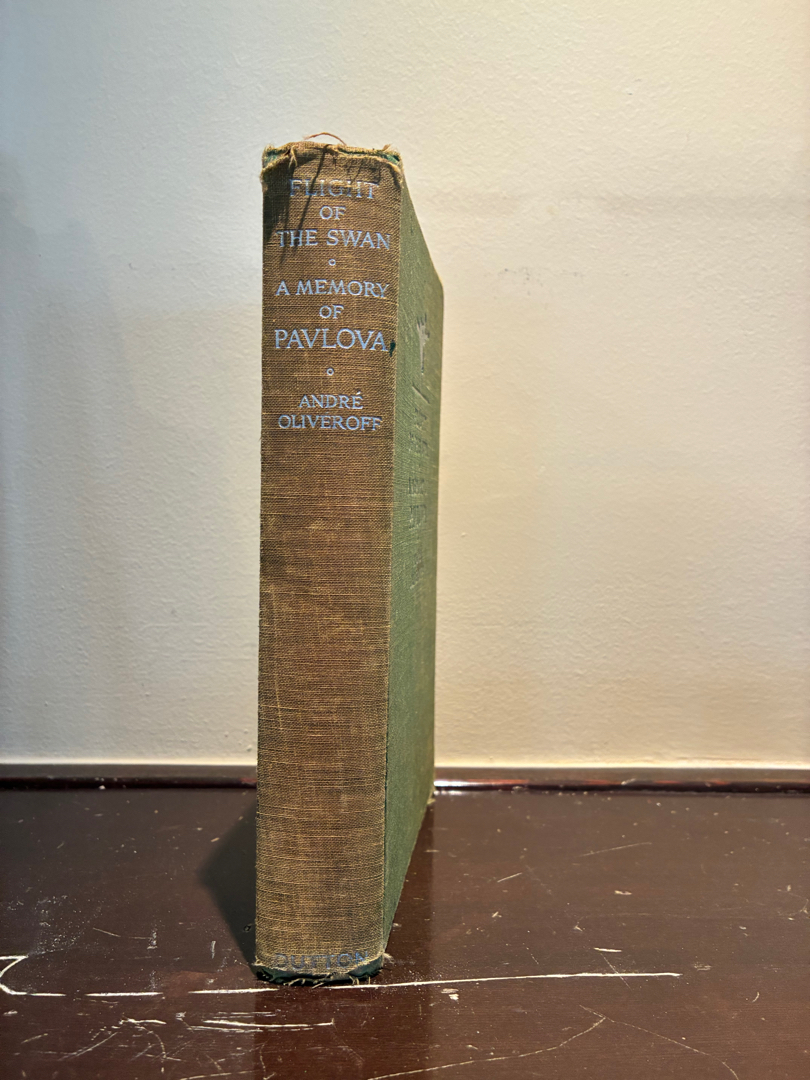 FLIGHT
OF
THE SWAN
A MEMORY
OF
PAVLOVA
ANDRÉ
OLIVEROFF
DUTTON